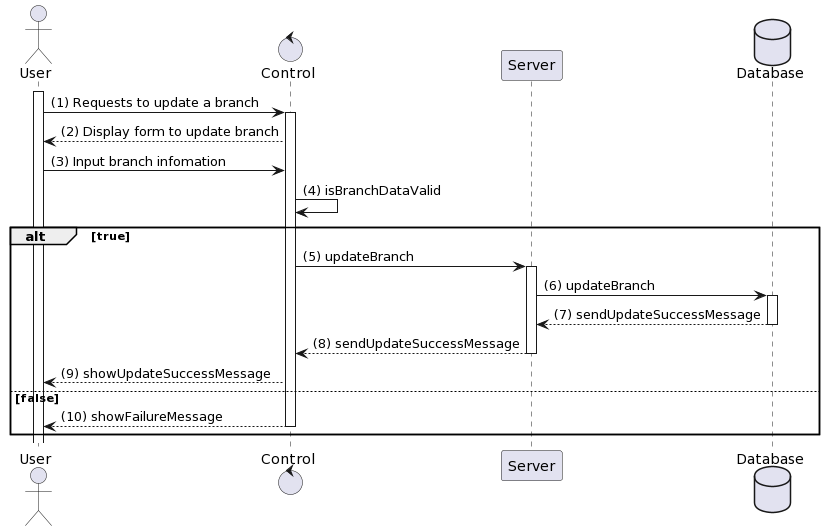 User
Control
Server
Database
(1) Requests to update a branch
(2) Display form to update branch
(3) Input branch infomation
(4) isBranchDataValid
alt [true]
(5) updateBranch
(6) updateBranch
(7) sendUpdateSuccessMessage
(8) sendUpdateSuccessMessage
(9) showUpdateSuccessMessage
[false]
(10) showFailureMessage
User
Control
Server
Database